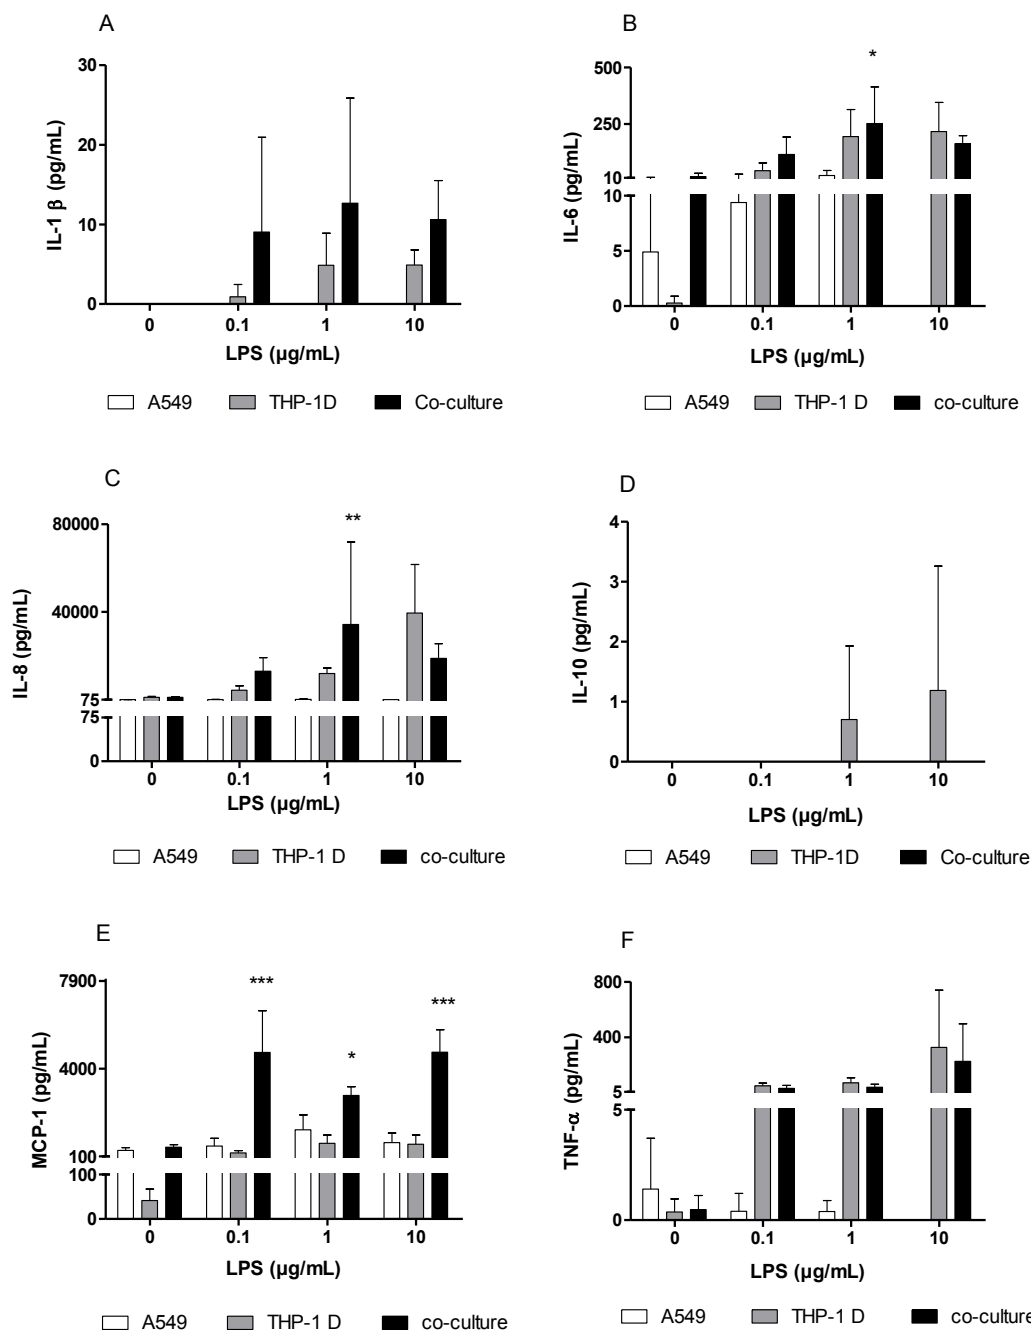 A
30
20
10
0
IL-1 β (pg/mL)
0 0.1 1 10
LPS (µg/mL)
A549 THP-1D Co-culture
B
*
500
250
10
10
5
0
IL-6 (pg/mL)
0 0.1 1 10
LPS (µg/mL)
A549 THP-1 D co-culture
C
**
80000
40000
75
75
0
IL-8 (pg/mL)
0 0.1 1 10
LPS (µg/mL)
A549 THP-1 D co-culture
D
4
3
2
1
0
IL-10 (pg/mL)
0 0.1 1 10
LPS (µg/mL)
A549 THP-1D Co-culture
E
*** * ***
7900
4000
100
100
0
MCP-1 (pg/mL)
0 0.1 1 10
LPS (µg/mL)
A549 THP-1 D co-culture
F
800
400
5
5
0
TNF-α (pg/mL)
0 0.1 1 10
LPS (µg/mL)
A549 THP-1 D co-culture